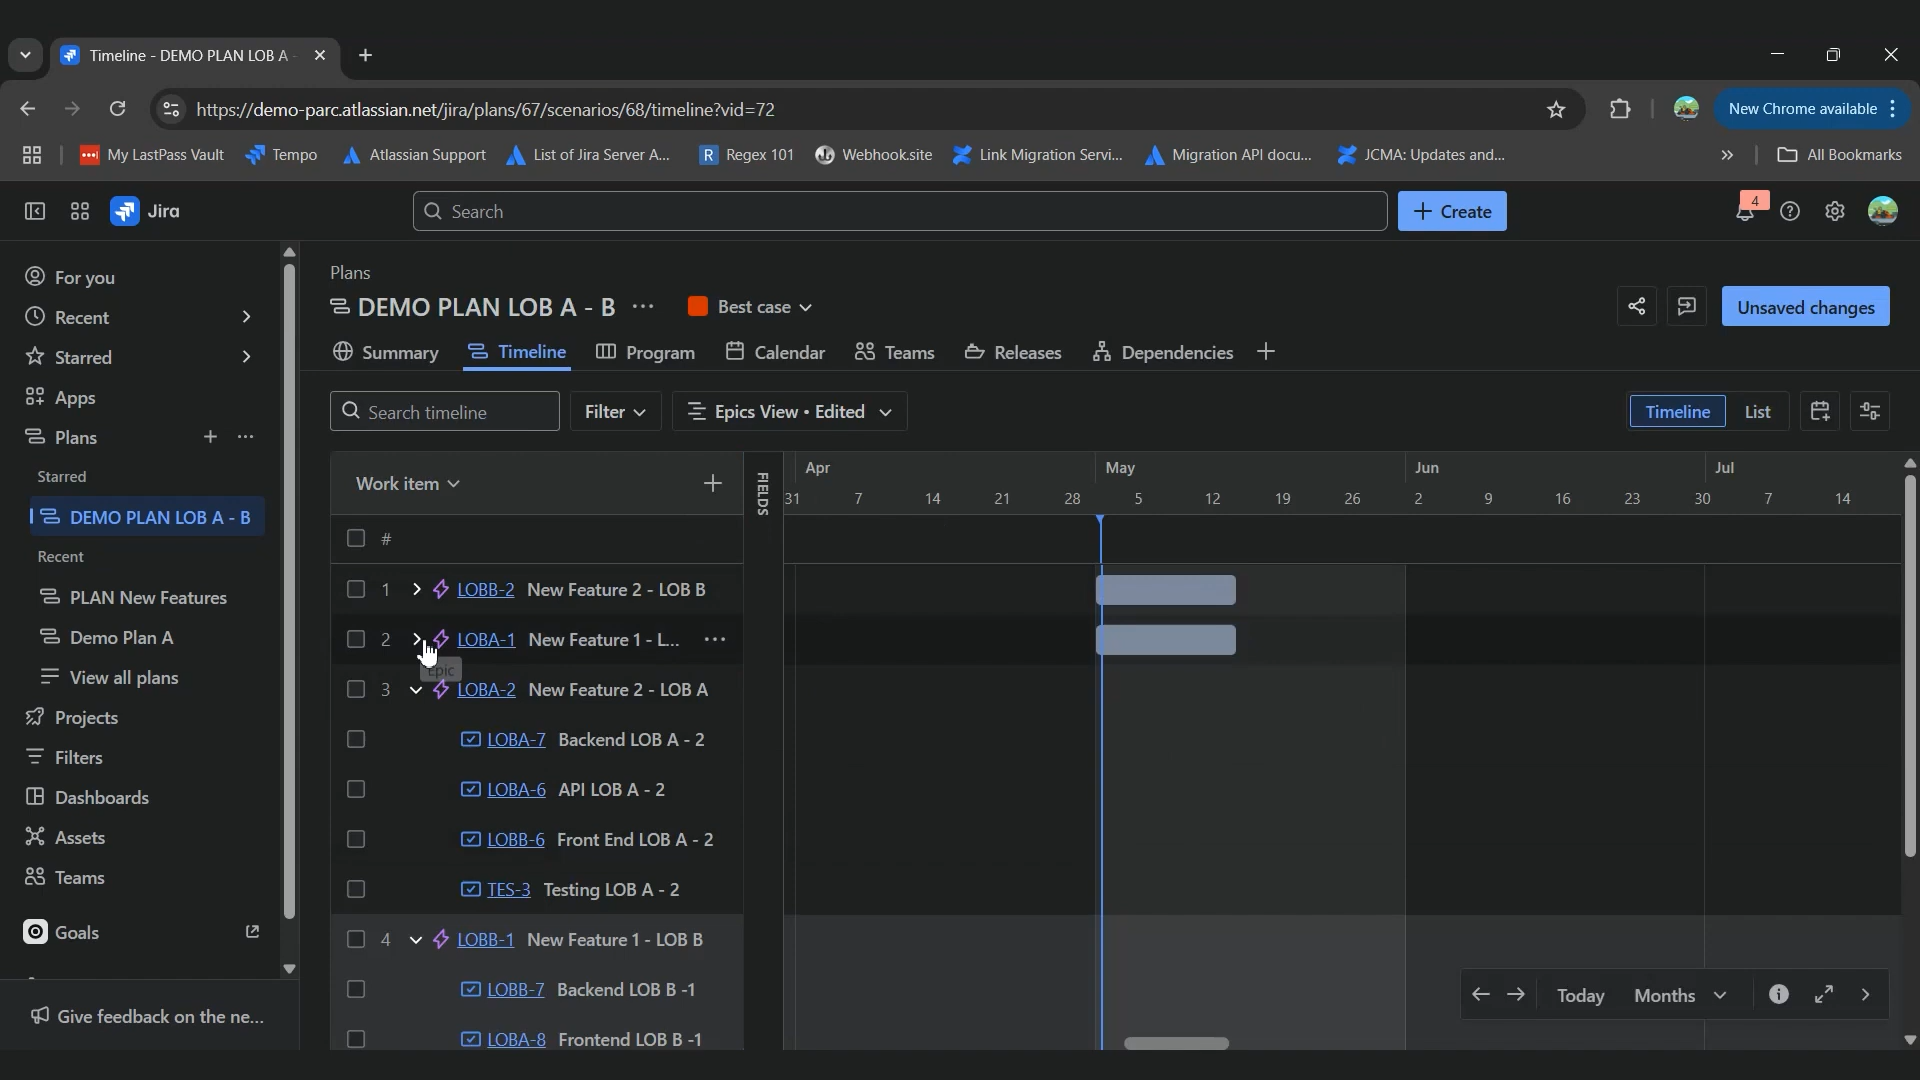 Timeline - DEMO PLAN LOB A -
https://demo-parc.atlassian.net/jira/plans/67/scenarios/68/timeline?vid=72
New Chrome available
My LastPass Vault
Tempo
Atlassian Support
List of Jira Server A...
R Regex 101
Webhook.site
Link Migration Servi...
Migration API docu...
JCMA: Updates and...
All Bookmarks
Jira
Search
Create
4
For you
Recent
Starred
Apps
Plans
Starred
DEMO PLAN LOB A - B
Recent
PLAN New Features
Demo Plan A
View all plans
Projects
Filters
Dashboards
Assets
Teams
Goals
Give feedback on the ne...
Plans
DEMO PLAN LOB A - B
Best case
Unsaved changes
Summary
Timeline
Program
Calendar
Teams
Releases
Dependencies
Search timeline
Filter
Epics View • Edited
Timeline
List
Work item
FIELDS
Apr May Jun Jul
31 7 14 21 28 5 12 19 26 2 9 16 23 30 7 14
#
1 LOBB-2 New Feature 2 - LOB B
2 LOBA-1 New Feature 1 - L...
Epic
3 LOBA-2 New Feature 2 - LOB A
LOBA-7 Backend LOB A - 2
LOBA-6 API LOB A - 2
LOBB-6 Front End LOB A - 2
TES-3 Testing LOB A - 2
4 LOBB-1 New Feature 1 - LOB B
LOBB-7 Backend LOB B -1
LOBA-8 Frontend LOB B -1
Today
Months